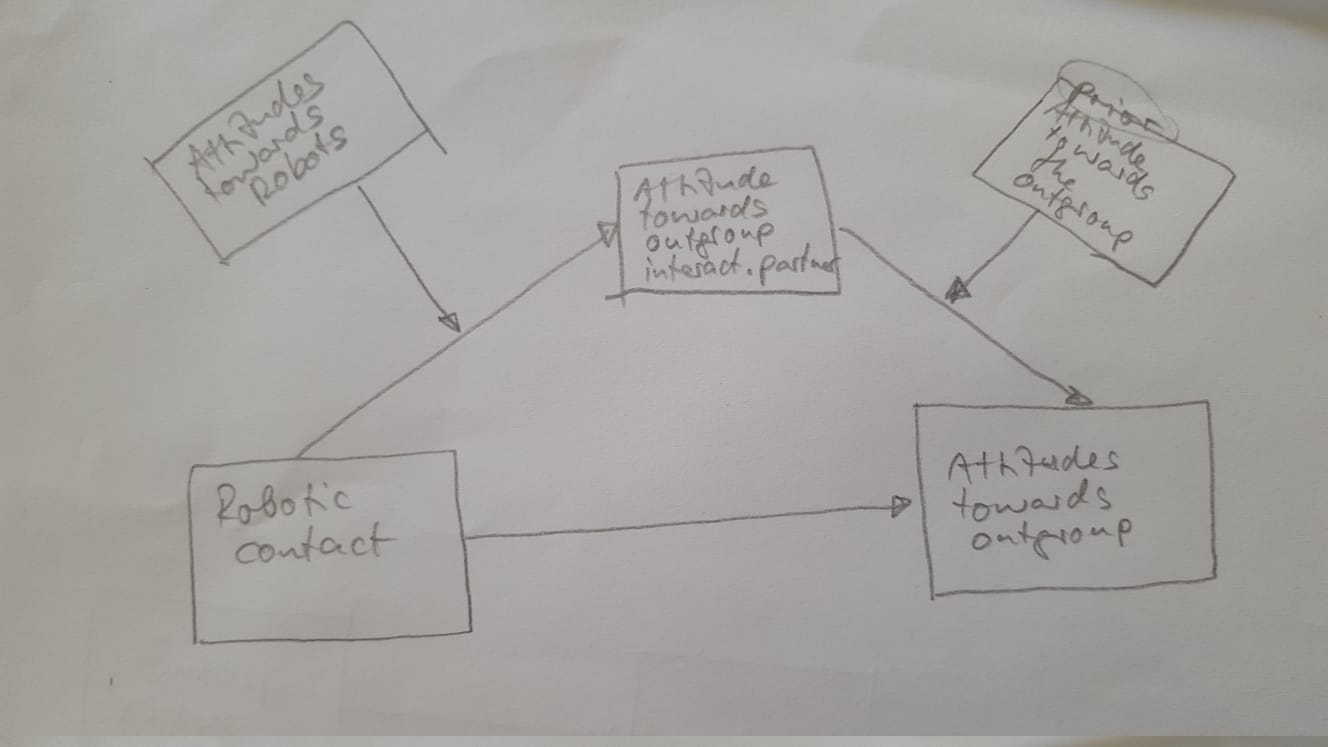 Attitudes
towards
Robots
Attitude
towards
outgroup
interact. partner
prior
Attitude
towards
the
outgroup
Robotic
contact
Attitudes
towards
outgroup